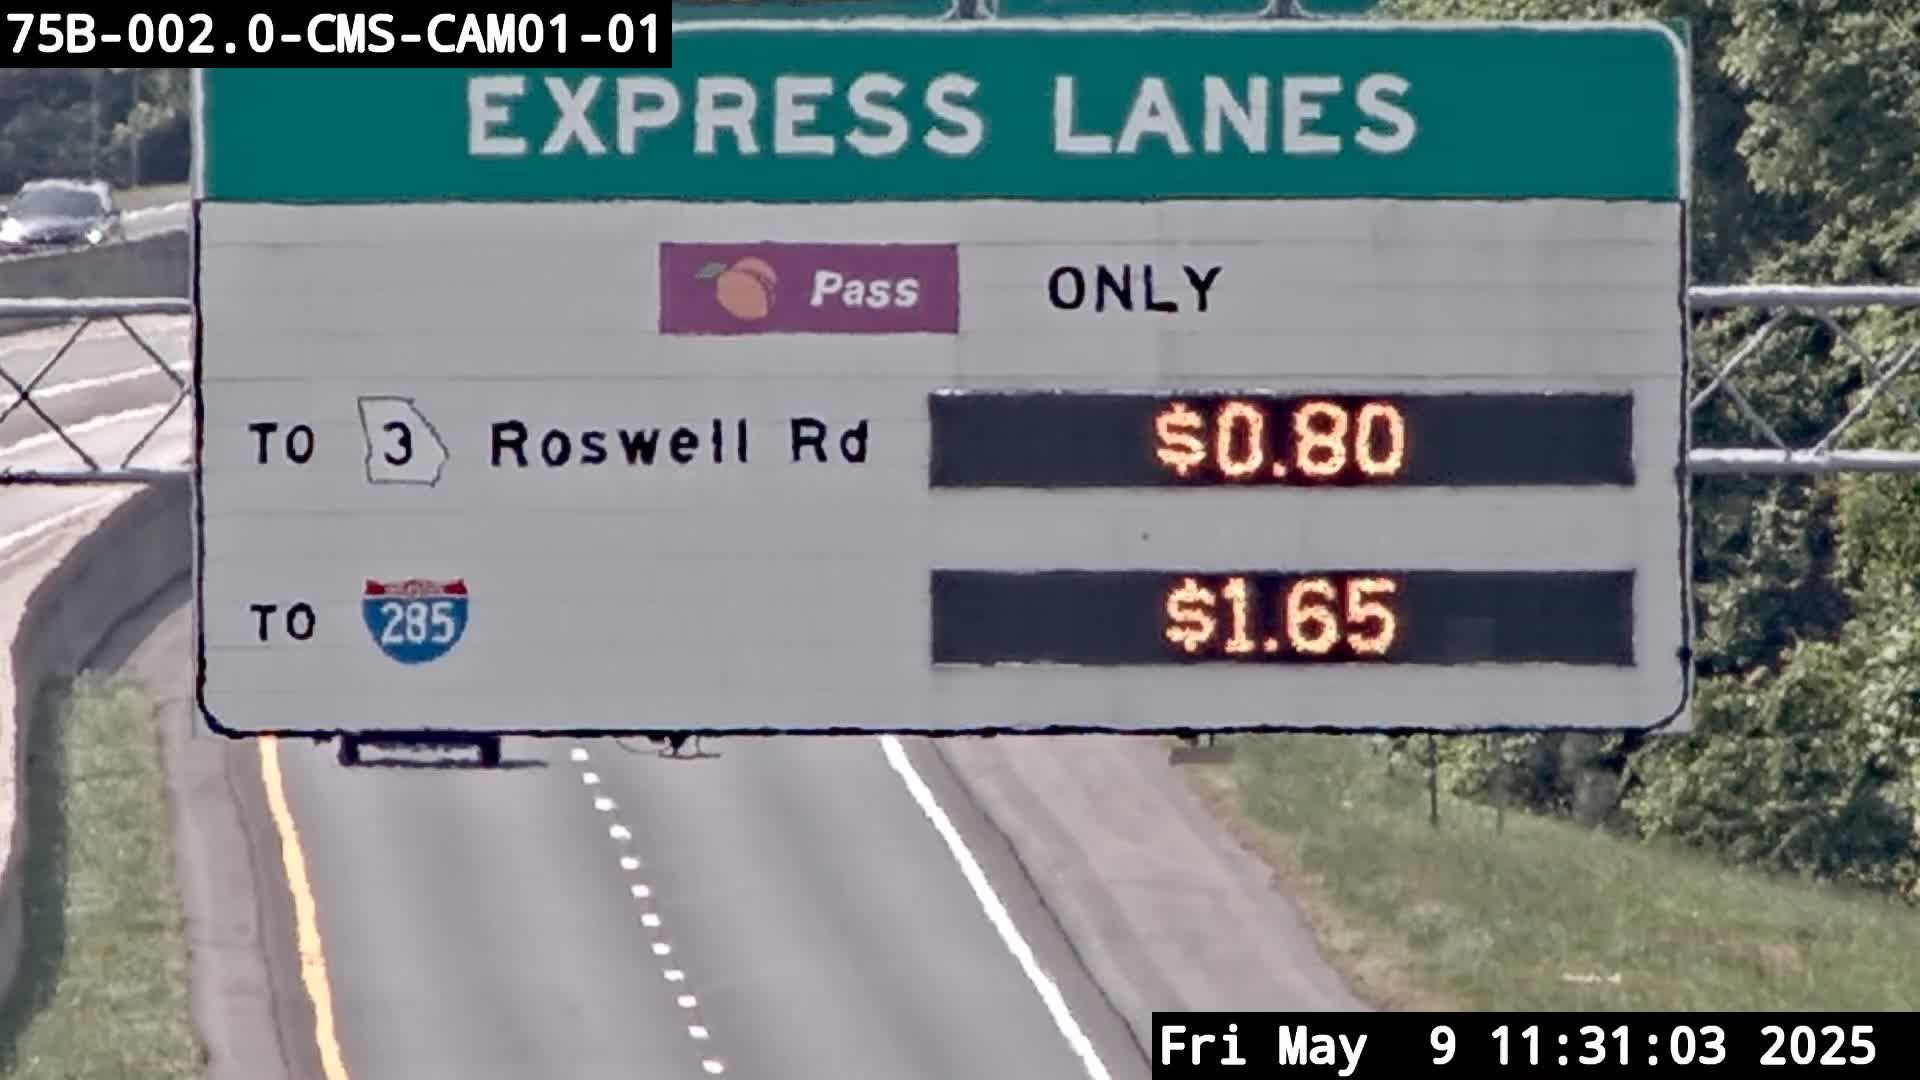 75B-002.0-CMS-CAM01-01
EXPRESS LANES
Pass ONLY
TO 3 Roswell Rd $0.80
TO 285 $1.65
Fri May 9 11:31:03 2025